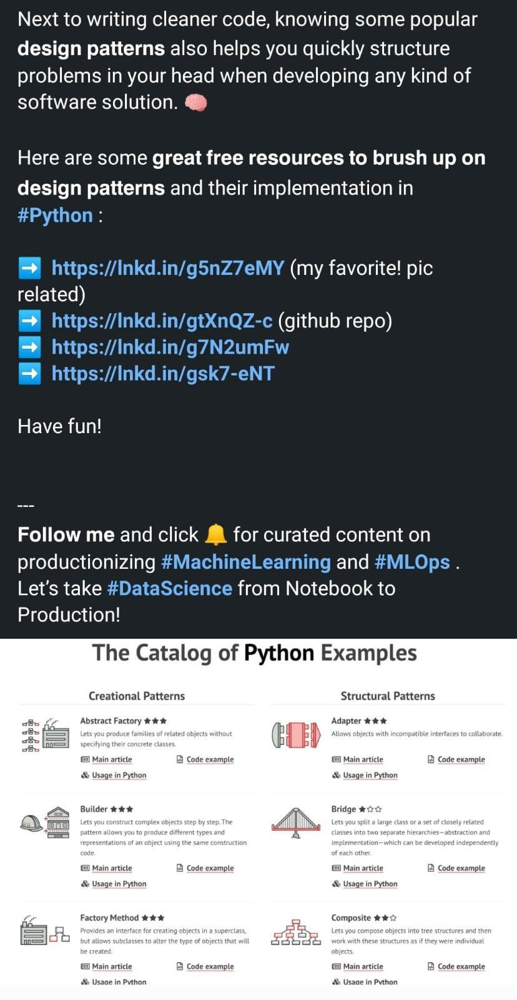 Next to writing cleaner code, knowing some popular
design patterns also helps you quickly structure
problems in your head when developing any kind of
software solution. 🧠
Here are some great free resources to brush up on
design patterns and their implementation in
#Python :
➡️ https://lnkd.in/g5nZ7eMY (my favorite! pic
related)
➡️ https://lnkd.in/gtXnQZ-c (github repo)
➡️ https://lnkd.in/g7N2umFw
➡️ https://lnkd.in/gsk7-eNT
Have fun!
---
Follow me and click 🔔 for curated content on
productionizing #MachineLearning and #MLOps .
Let's take #DataScience from Notebook to
Production!
The Catalog of Python Examples
Creational Patterns
Abstract Factory ★★★
Lets you produce families of related objects without
specifying their concrete classes.
Main article Code example
Usage in Python
Builder ★★★
Lets you construct complex objects step by step. The
pattern allows you to produce different types and
representations of an object using the same construction
code.
Main article Code example
Usage in Python
Factory Method ★★★
Provides an interface for creating objects in a superclass,
but allows subclasses to alter the type of objects that will
be created.
Main article Code example
Usage in Python
Structural Patterns
Adapter ★★★
Allows objects with incompatible interfaces to collaborate.
Main article Code example
Usage in Python
Bridge ★☆☆
Lets you split a large class or a set of closely related
classes into two separate hierarchies—abstraction and
implementation—which can be developed independently
of each other.
Main article Code example
Usage in Python
Composite ★★☆
Lets you compose objects into tree structures and then
work with these structures as if they were individual
objects.
Main article Code example
Usage in Python